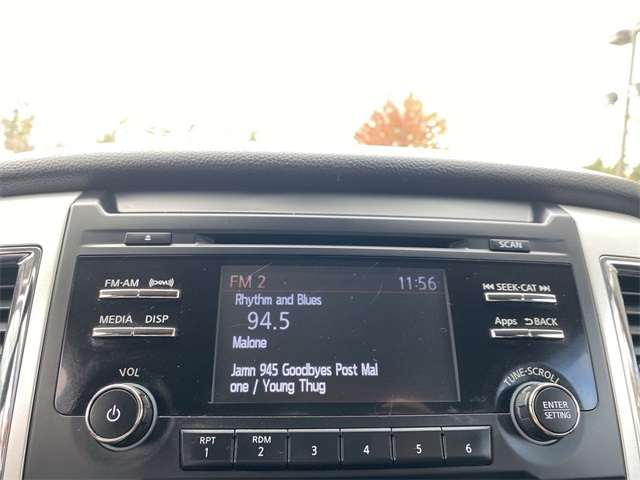 SCAN
FM·AM
MEDIA DISP
VOL
FM 2 11:56
Rhythm and Blues
94.5
Malone
Jamn 945 Goodbyes Post Mal
one / Young Thug
SEEK·CAT
Apps BACK
TUNE·SCROLL
ENTER
SETTING
RPT RDM
1 2 3 4 5 6